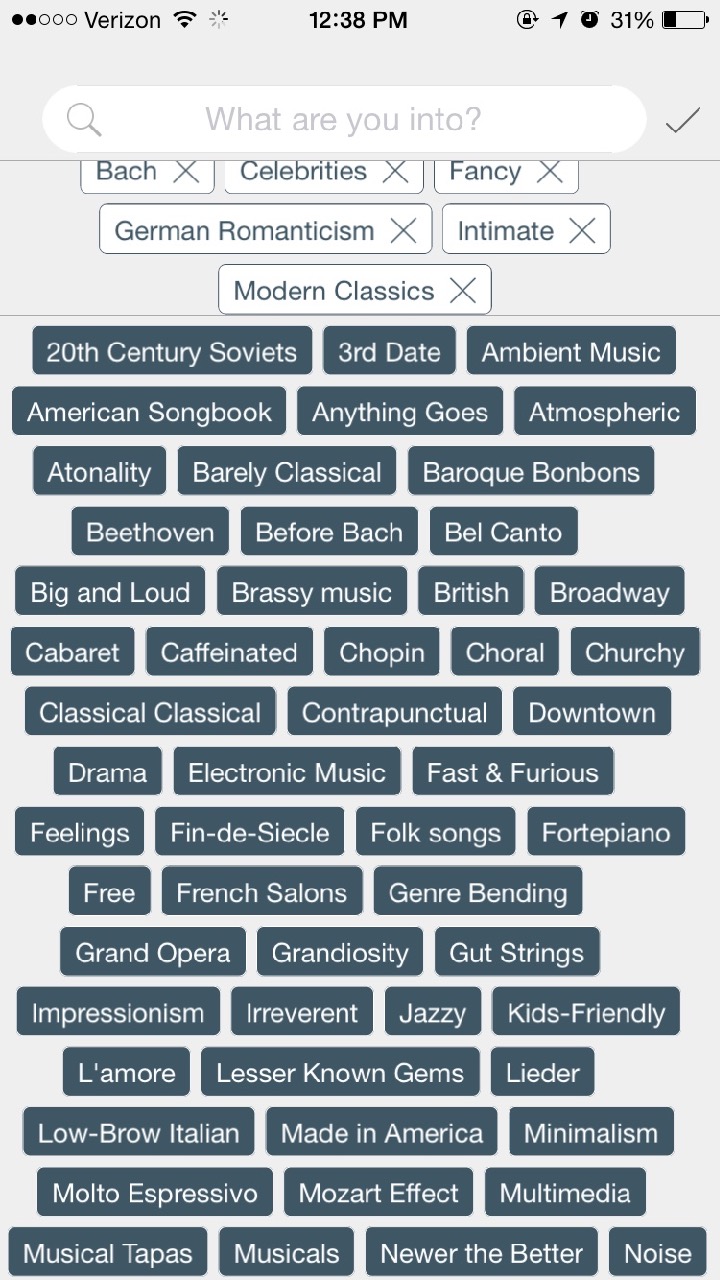 Verizon 12:38 PM 31%
What are you into?
Bach Celebrities Fancy
German Romanticism Intimate
Modern Classics
20th Century Soviets 3rd Date Ambient Music
American Songbook Anything Goes Atmospheric
Atonality Barely Classical Baroque Bonbons
Beethoven Before Bach Bel Canto
Big and Loud Brassy music British Broadway
Cabaret Caffeinated Chopin Choral Churchy
Classical Classical Contrapunctual Downtown
Drama Electronic Music Fast & Furious
Feelings Fin-de-Siecle Folk songs Fortepiano
Free French Salons Genre Bending
Grand Opera Grandiosity Gut Strings
Impressionism Irreverent Jazzy Kids-Friendly
L'amore Lesser Known Gems Lieder
Low-Brow Italian Made in America Minimalism
Molto Espressivo Mozart Effect Multimedia
Musical Tapas Musicals Newer the Better Noise